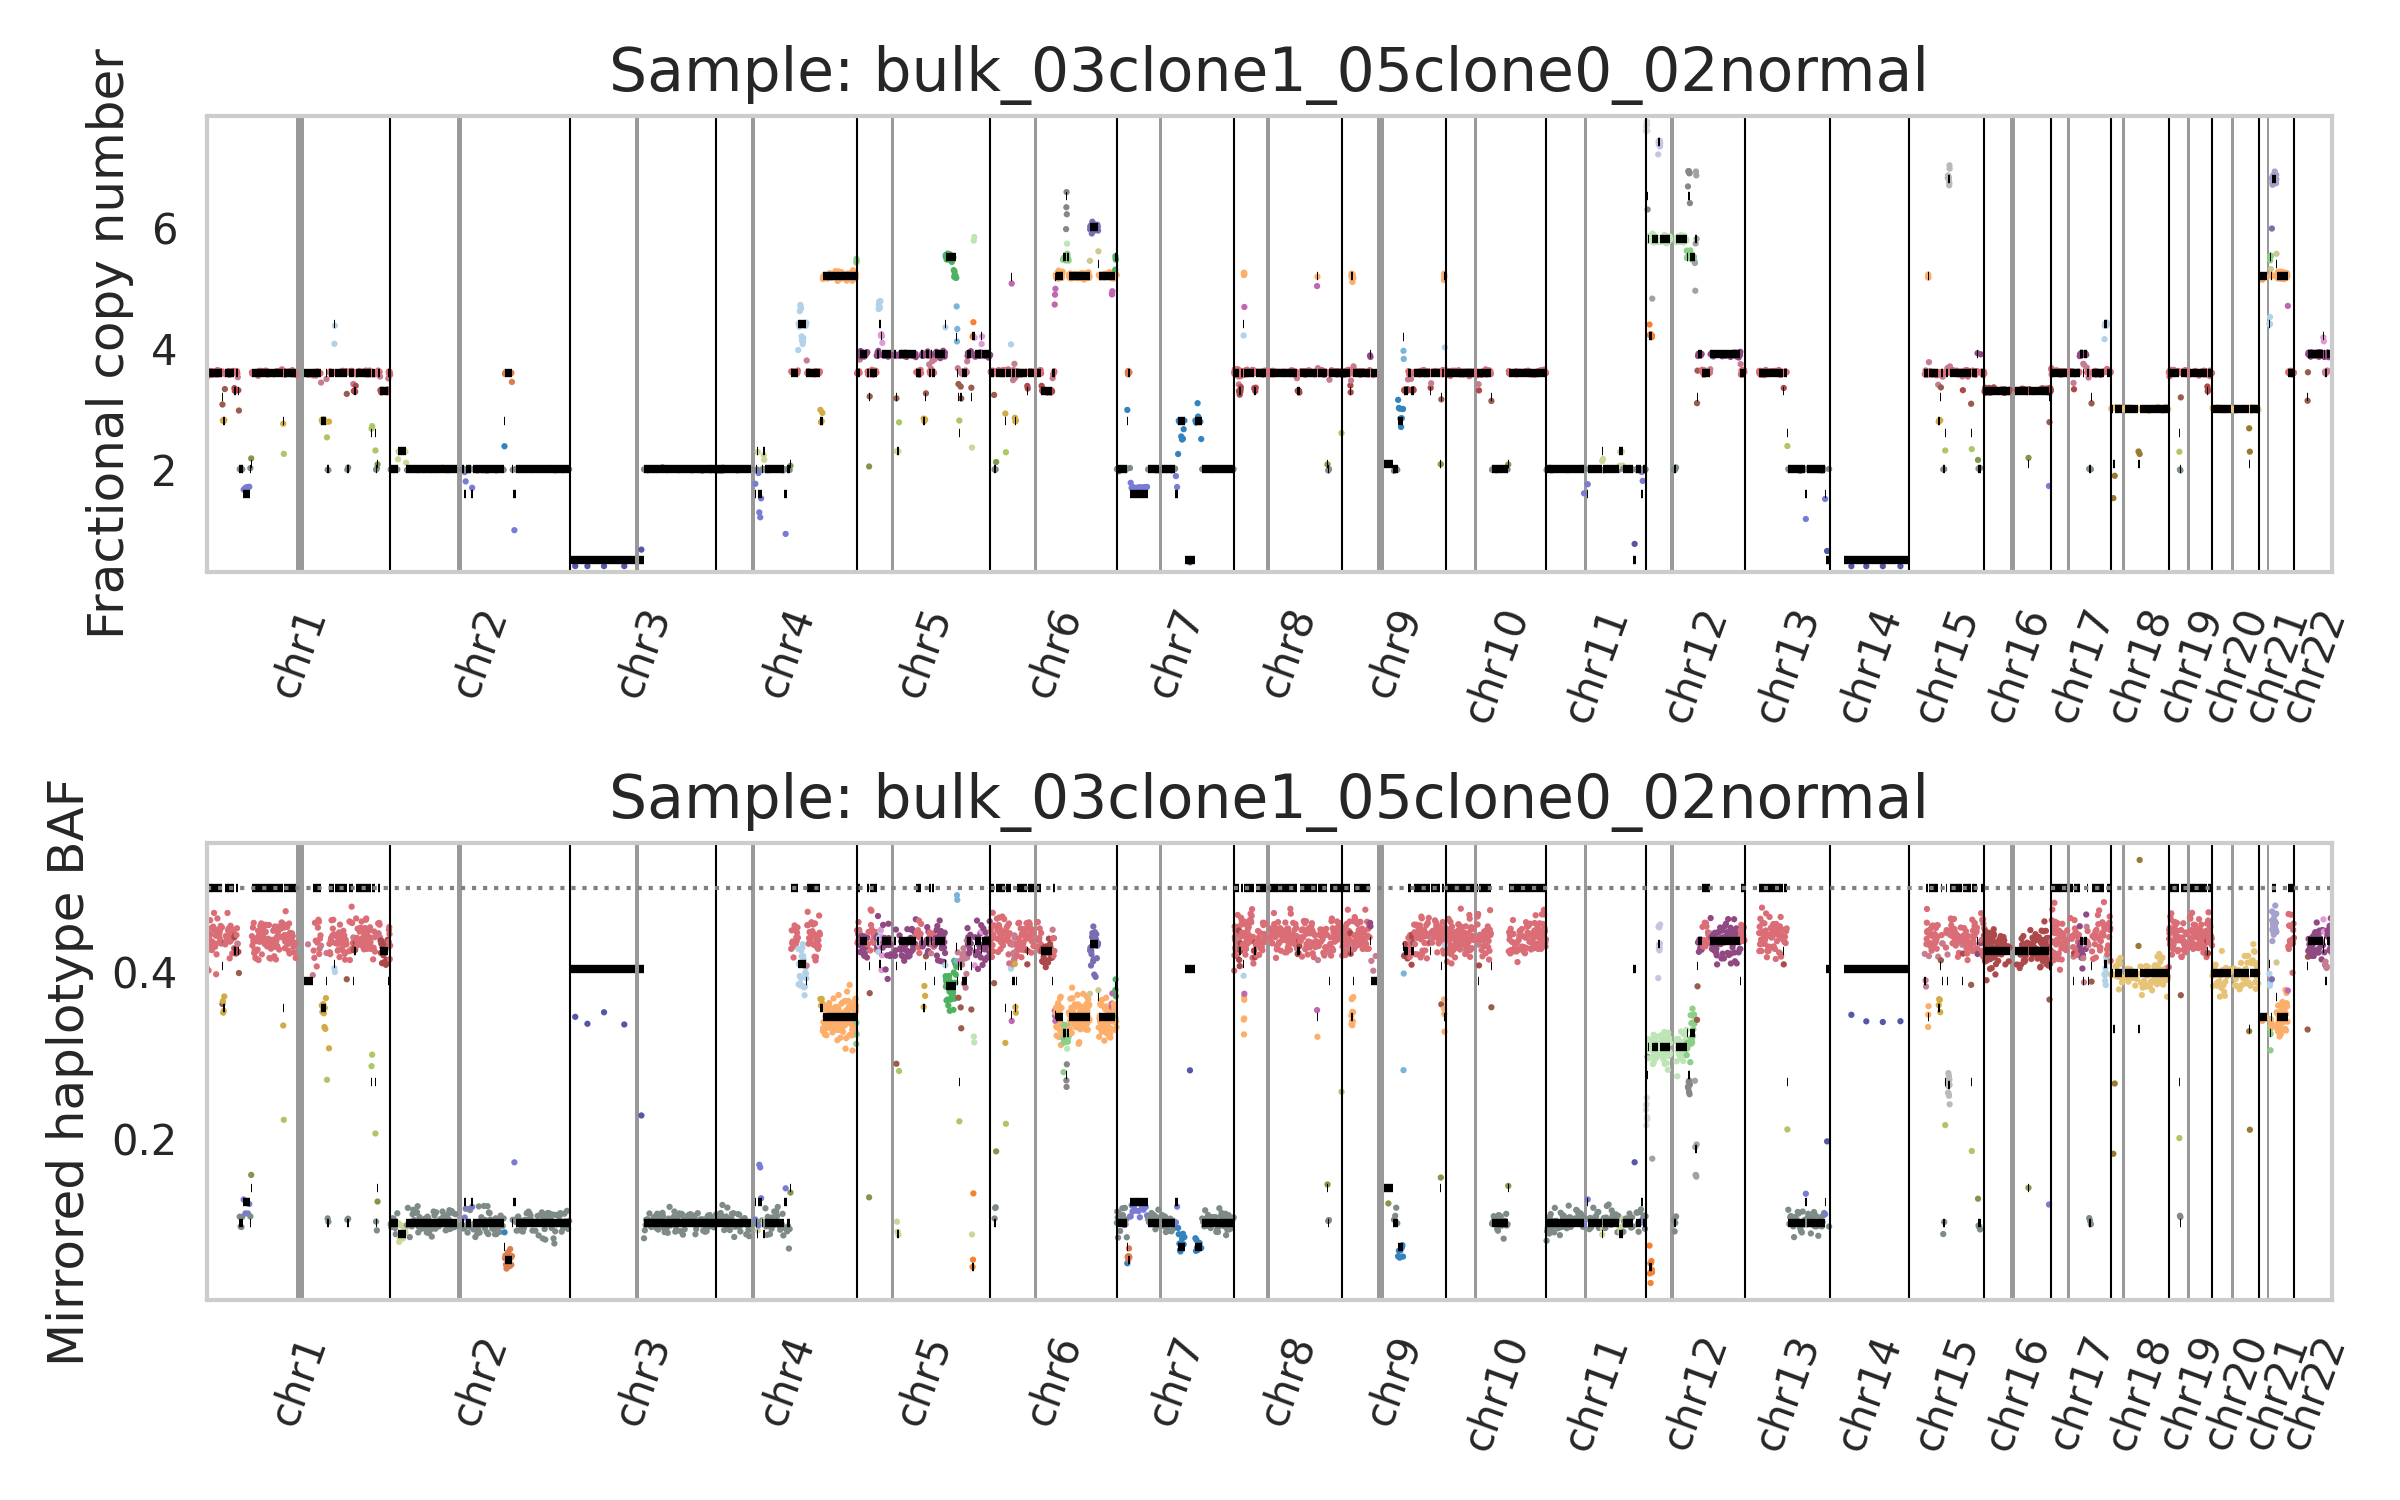 Sample: bulk_03clone1_05clone0_02normal
Fractional copy number
6
4
2
chr1 chr2 chr3 chr4 chr5 chr6 chr7 chr8 chr9 chr10 chr11 chr12 chr13 chr14 chr15 chr16 chr17 chr18 chr19 chr20 chr21 chr22
Sample: bulk_03clone1_05clone0_02normal
Mirrored haplotype BAF
0.4
0.2
chr1 chr2 chr3 chr4 chr5 chr6 chr7 chr8 chr9 chr10 chr11 chr12 chr13 chr14 chr15 chr16 chr17 chr18 chr19 chr20 chr21 chr22